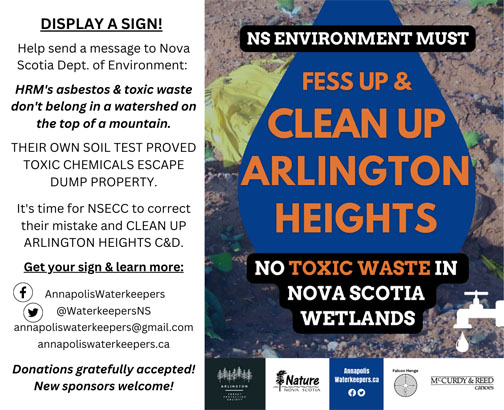 DISPLAY A SIGN!
Help send a message to Nova
Scotia Dept. of Environment:
HRM's asbestos & toxic waste
don't belong in a watershed on
the top of a mountain.
THEIR OWN SOIL TEST PROVED
TOXIC CHEMICALS ESCAPE
DUMP PROPERTY.
It's time for NSECC to correct
their mistake and CLEAN UP
ARLINGTON HEIGHTS C&D.
Get your sign & learn more:
AnnapolisWaterkeepers
@WaterkeepersNS
annapoliswaterkeepers@gmail.com
annapoliswaterkeepers.ca
Donations gratefully accepted!
New sponsors welcome!
NS ENVIRONMENT MUST
FESS UP &
CLEAN UP
ARLINGTON
HEIGHTS
NO TOXIC WASTE IN
NOVA SCOTIA
WETLANDS
ARLINGTON
FOREST
PROTECTION
SOCIETY
Nature
NOVA SCOTIA
Annapolis
Waterkeepers.ca
Falcon Henge
McCURDY & REED
canoes